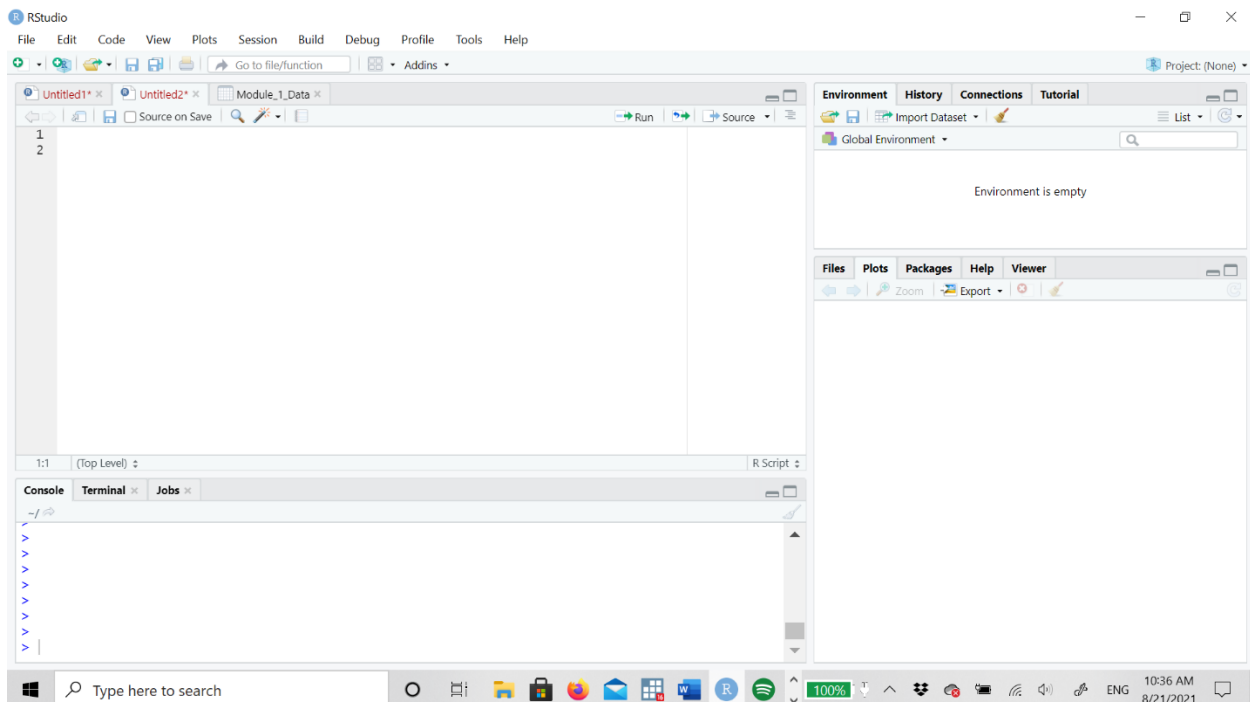 RStudio
File Edit Code View Plots Session Build Debug Profile Tools Help
Go to file/function Addins Project: (None)
Untitled1* Untitled2* Module_1_Data
Source on Save Run Source
1
2
1:1 (Top Level) R Script
Console Terminal Jobs
~/
>
>
>
>
>
>
>
>
>
Environment History Connections Tutorial
Import Dataset List
Global Environment
Environment is empty
Files Plots Packages Help Viewer
Zoom Export
Type here to search
100% ENG 10:36 AM
8/21/2021